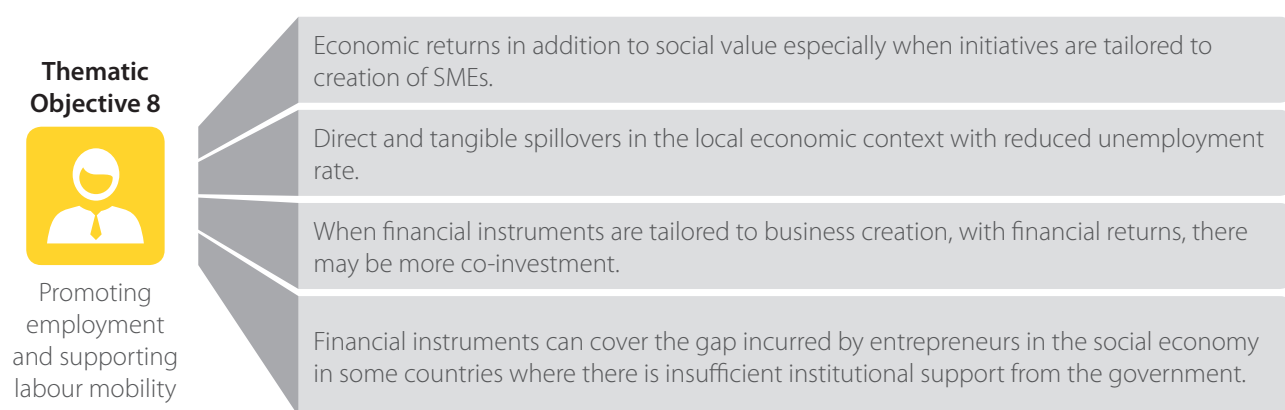 Thematic
Objective 8
Promoting
employment
and supporting
labour mobility
Economic returns in addition to social value especially when initiatives are tailored to
creation of SMEs.
Direct and tangible spillovers in the local economic context with reduced unemployment
rate.
When financial instruments are tailored to business creation, with financial returns, there
may be more co-investment.
Financial instruments can cover the gap incurred by entrepreneurs in the social economy
in some countries where there is insufficient institutional support from the government.